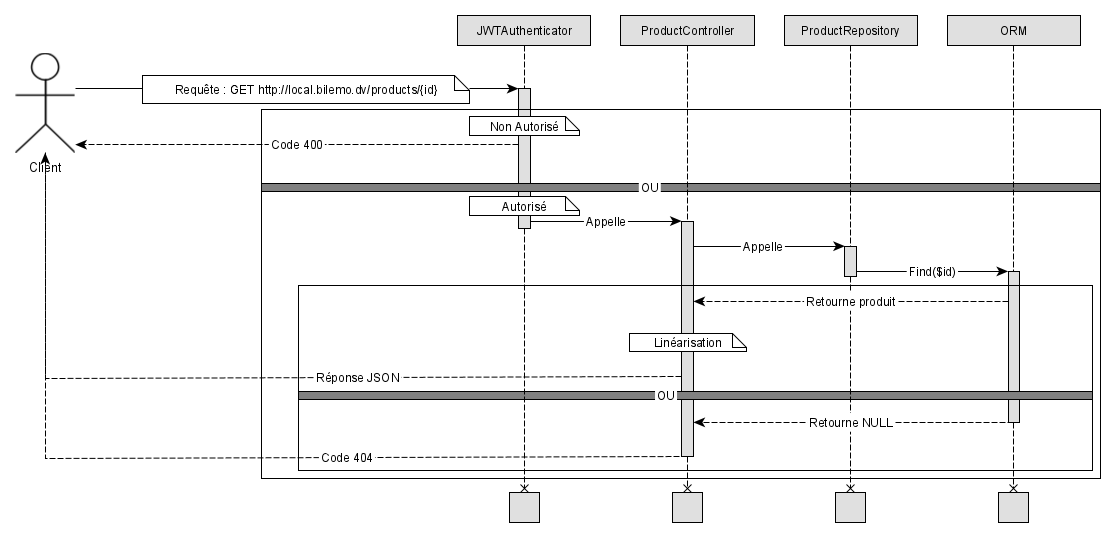 JWTAuthenticator
ProductController
ProductRepository
ORM
Requête : GET http://local.bilemo.dv/products/{id}
Non Autorisé
Code 400
Client
OU
Autorisé
Appelle
Appelle
Find($id)
Retourne produit
Linéarisation
Réponse JSON
OU
Retourne NULL
Code 404